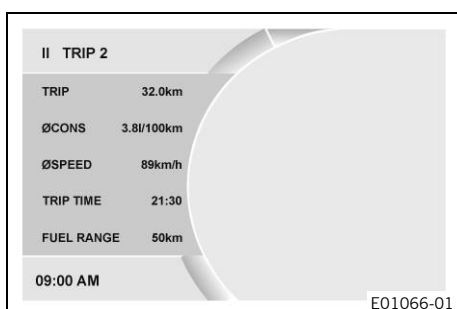 II TRIP 2
TRIP 32.0km
ØCONS 3.8l/100km
ØSPEED 89km/h
TRIP TIME 21:30
FUEL RANGE 50km
09:00 AM
E01066-01